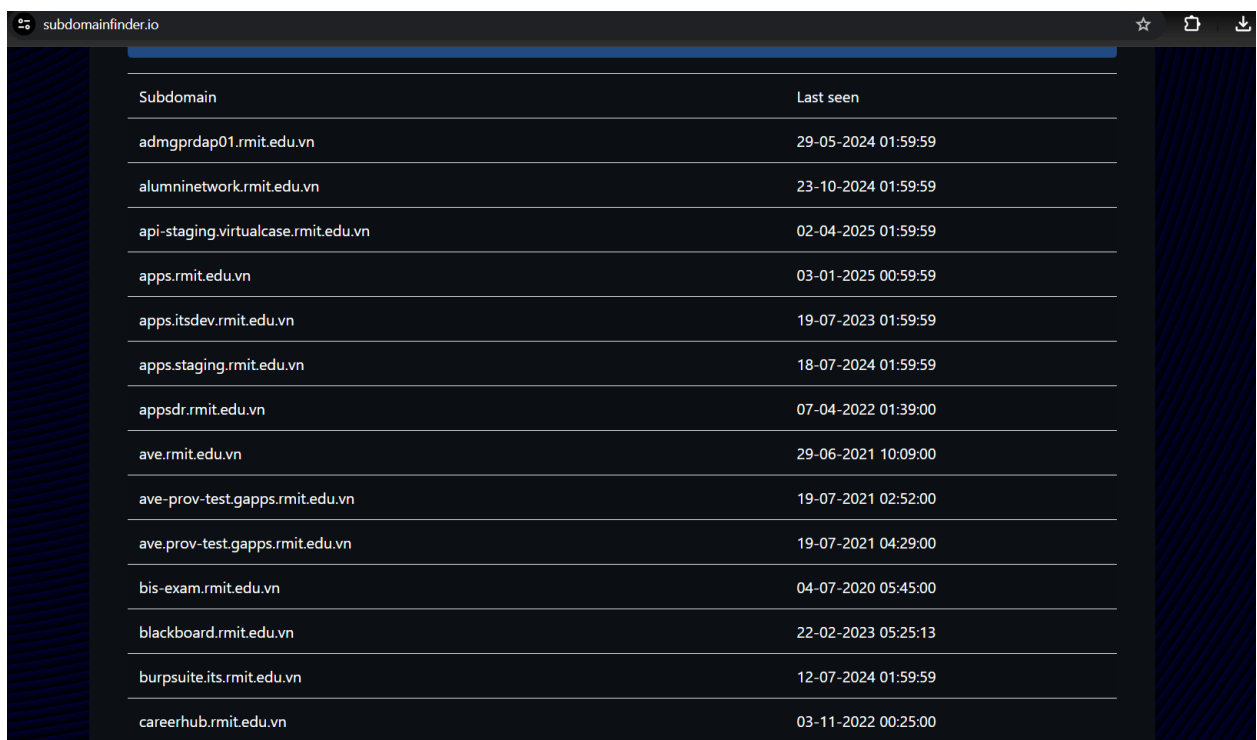 subdomainfinder.io
Subdomain Last seen
admgprdap01.rmit.edu.vn 29-05-2024 01:59:59
alumninetwork.rmit.edu.vn 23-10-2024 01:59:59
api-staging.virtualcase.rmit.edu.vn 02-04-2025 01:59:59
apps.rmit.edu.vn 03-01-2025 00:59:59
apps.itsdev.rmit.edu.vn 19-07-2023 01:59:59
apps.staging.rmit.edu.vn 18-07-2024 01:59:59
appsdr.rmit.edu.vn 07-04-2022 01:39:00
ave.rmit.edu.vn 29-06-2021 10:09:00
ave-prov-test.gapps.rmit.edu.vn 19-07-2021 02:52:00
ave.prov-test.gapps.rmit.edu.vn 19-07-2021 04:29:00
bis-exam.rmit.edu.vn 04-07-2020 05:45:00
blackboard.rmit.edu.vn 22-02-2023 05:25:13
burpsuite.its.rmit.edu.vn 12-07-2024 01:59:59
careerhub.rmit.edu.vn 03-11-2022 00:25:00